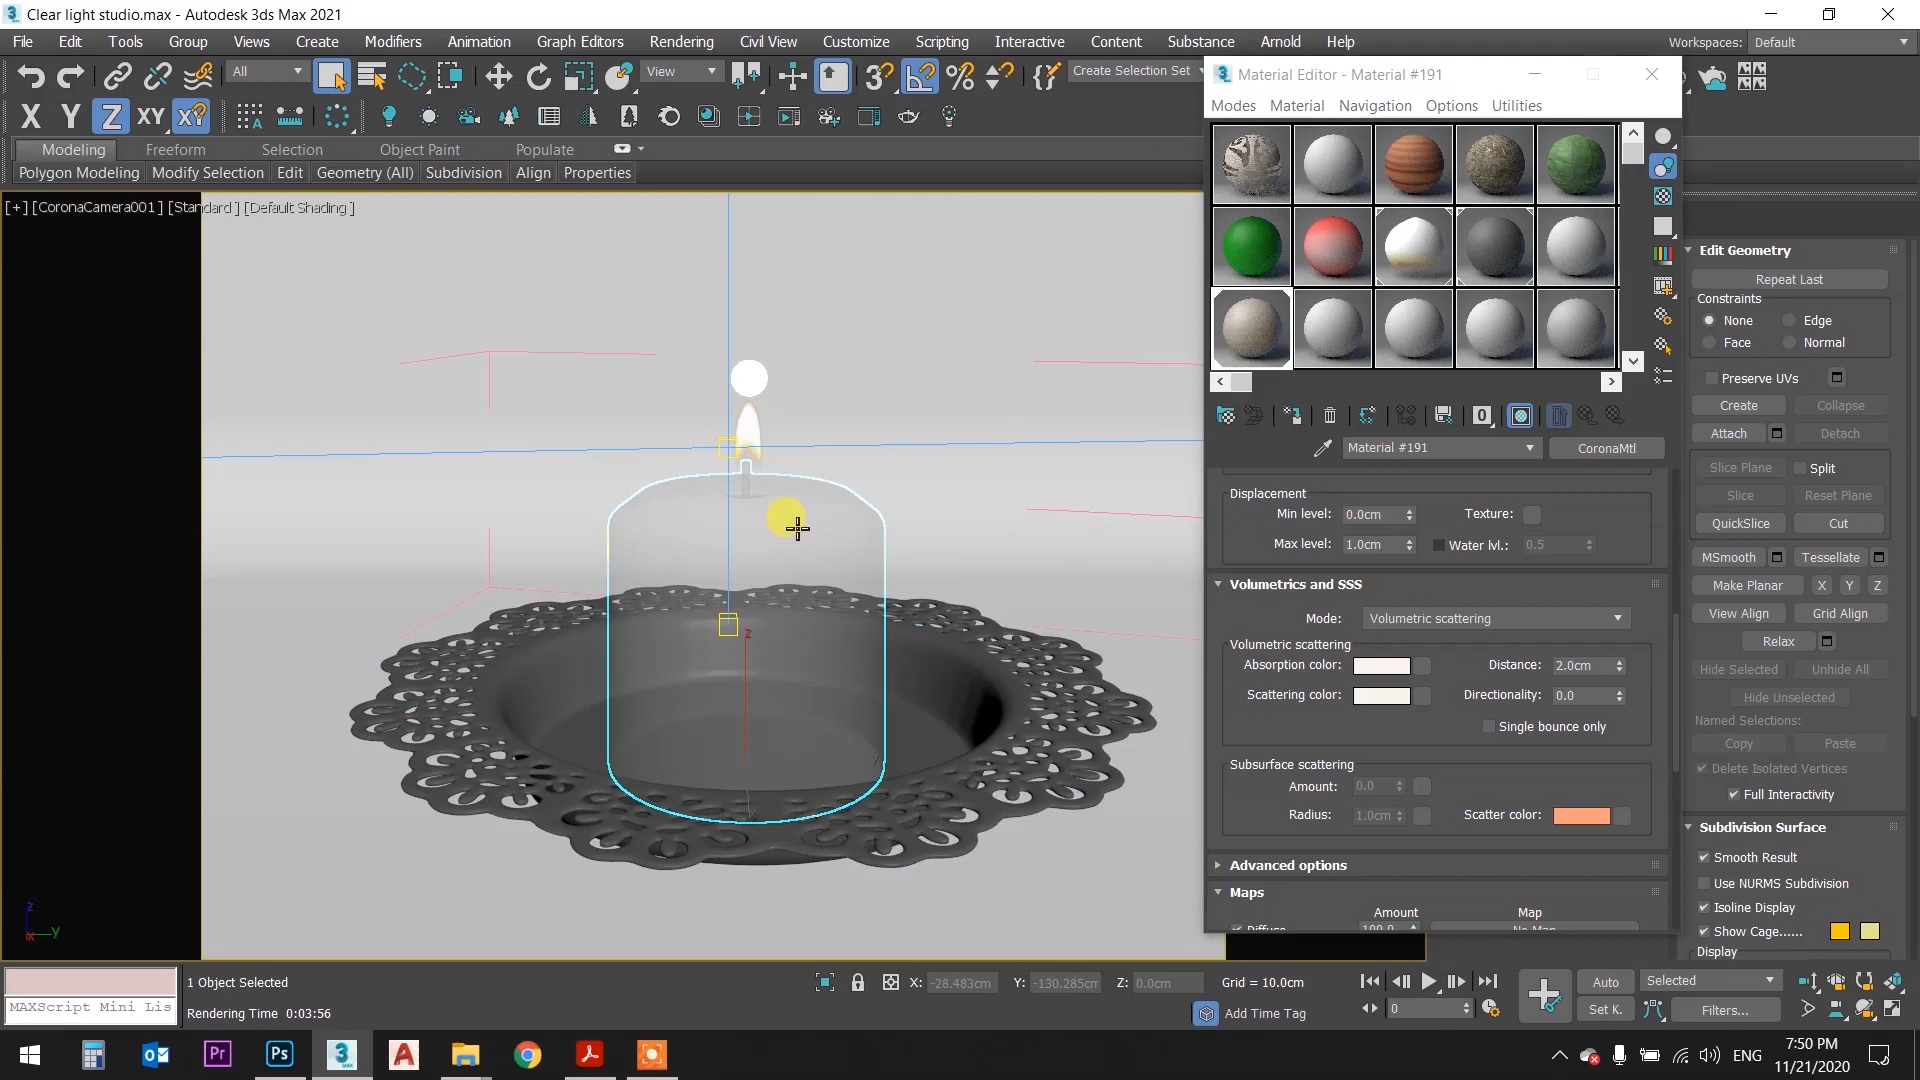 Clear light studio.max - Autodesk 3ds Max 2021
File Edit Tools Group Views Create Modifiers Animation Graph Editors Rendering Civil View Customize Scripting Interactive Content Substance Arnold Help
Workspaces: Default
All View Create Selection Set
X Y Z XY
Modeling Freeform Selection Object Paint Populate
Polygon Modeling Modify Selection Edit Geometry (All) Subdivision Align Properties
[+] [CoronaCamera001] [Standard] [Default Shading]
Material Editor - Material #191
Modes Material Navigation Options Utilities
0
Material #191 CoronaMtl
Displacement
Min level: 0.0cm Texture:
Max level: 1.0cm Water lvl.: 0.5
Volumetrics and SSS
Mode: Volumetric scattering
Volumetric scattering
Absorption color: Distance: 2.0cm
Scattering color: Directionality: 0.0
Single bounce only
Subsurface scattering
Amount: 0.0
Radius: 1.0cm Scatter color:
Advanced options
Maps
Amount Map
Diffuse 100.0 No Map
Edit Geometry
Repeat Last
Constraints
None Edge
Face Normal
Preserve UVs
Create Collapse
Attach Detach
Slice Plane Split
Slice Reset Plane
QuickSlice Cut
MSmooth Tessellate
Make Planar X Y Z
View Align Grid Align
Relax
Hide Selected Unhide All
Hide Unselected
Named Selections:
Copy Paste
Delete Isolated Vertices
Full Interactivity
Subdivision Surface
Smooth Result
Use NURMS Subdivision
Isoline Display
Show Cage......
Display
z
z
y
x
MAXScript Mini Lis
1 Object Selected
Rendering Time 0:03:56
X: -28.483cm Y: -130.285cm Z: 0.0cm Grid = 10.0cm
Add Time Tag
0
Auto Selected
Set K. Filters...
Pr Ps 3 MAX A
ENG
7:50 PM
11/21/2020